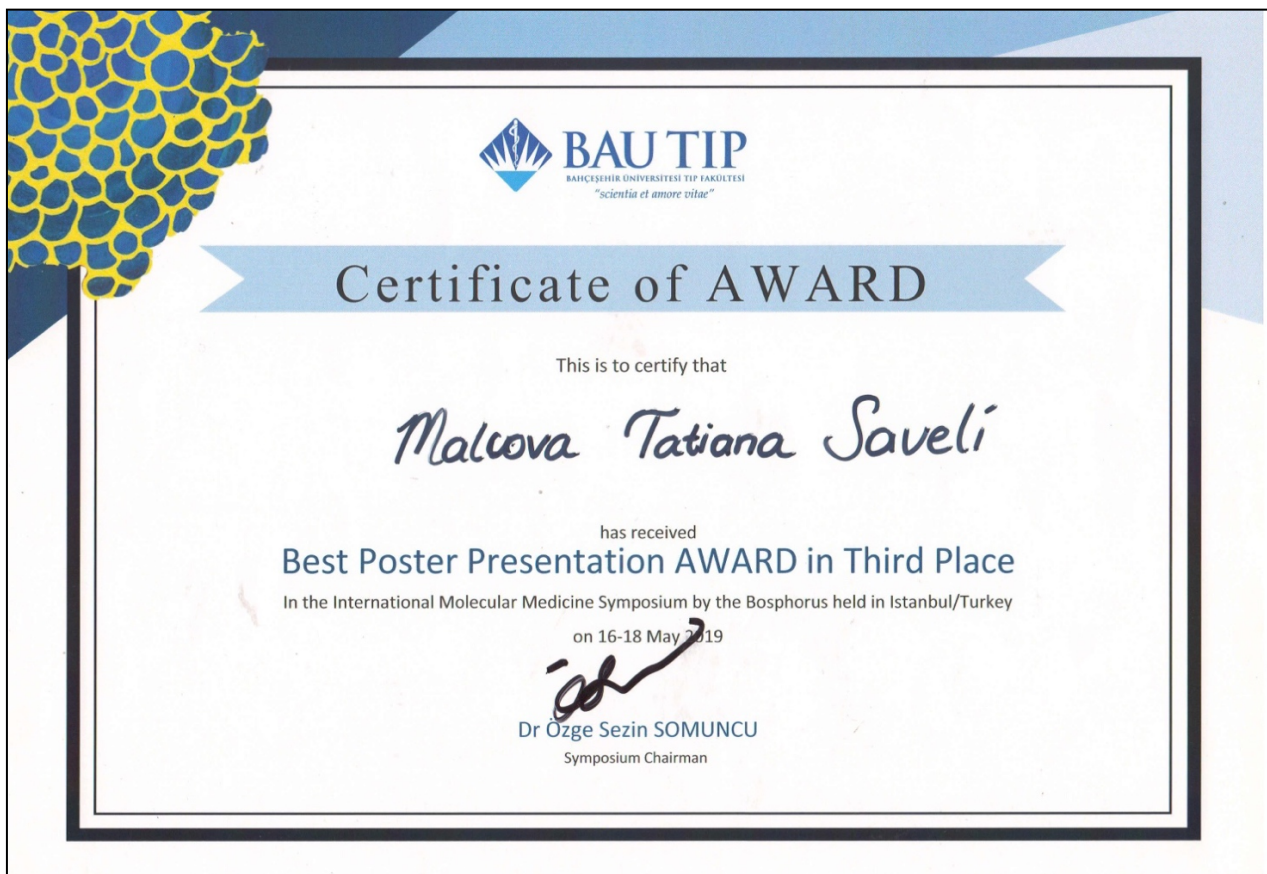 BAU TIP
BAHÇEŞEHİR ÜNİVERSİTESİ TIP FAKÜLTESİ
"scientia et amore vitae"
Certificate of AWARD
This is to certify that
Malcova Tatiana Saveli
has received
Best Poster Presentation AWARD in Third Place
In the International Molecular Medicine Symposium by the Bosphorus held in Istanbul/Turkey
on 16-18 May 2019
Dr Özge Sezin SOMUNCU
Symposium Chairman